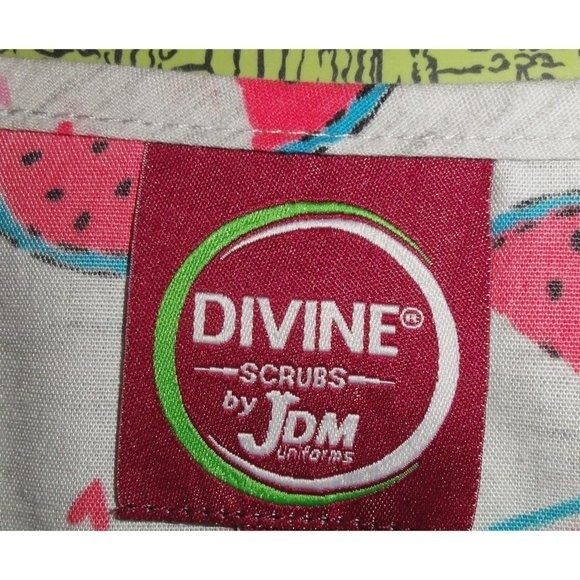 DIVINE®
SCRUBS
by JDM
uniforms